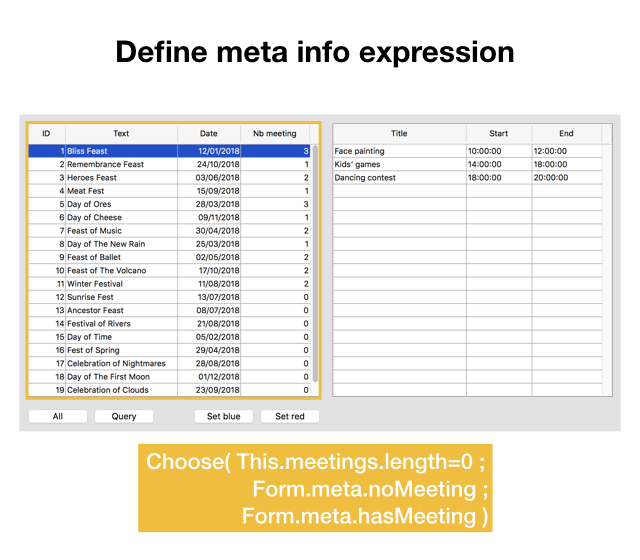 Define meta info expression
ID Text Date Nb meeting
1 Bliss Feast 12/01/2018 3
2 Remembrance Feast 24/10/2018 1
3 Heroes Feast 03/06/2018 2
4 Meat Fest 15/09/2018 1
5 Day of Ores 28/03/2018 3
6 Day of Cheese 09/11/2018 1
7 Feast of Music 30/04/2018 2
8 Day of The New Rain 25/03/2018 1
9 Feast of Ballet 02/05/2018 2
10 Feast of The Volcano 17/10/2018 2
11 Winter Festival 11/08/2018 2
12 Sunrise Fest 13/07/2018 0
13 Ancestor Feast 08/07/2018 0
14 Festival of Rivers 21/08/2018 0
15 Day of Time 05/02/2018 0
16 Fest of Spring 29/04/2018 0
17 Celebration of Nightmares 28/08/2018 0
18 Day of The First Moon 01/12/2018 0
19 Celebration of Clouds 23/09/2018 0
Title Start End
Face painting 10:00:00 12:00:00
Kids' games 14:00:00 18:00:00
Dancing contest 18:00:00 20:00:00
All Query Set blue Set red
Choose( This.meetings.length=0 ;
Form.meta.noMeeting ;
Form.meta.hasMeeting )